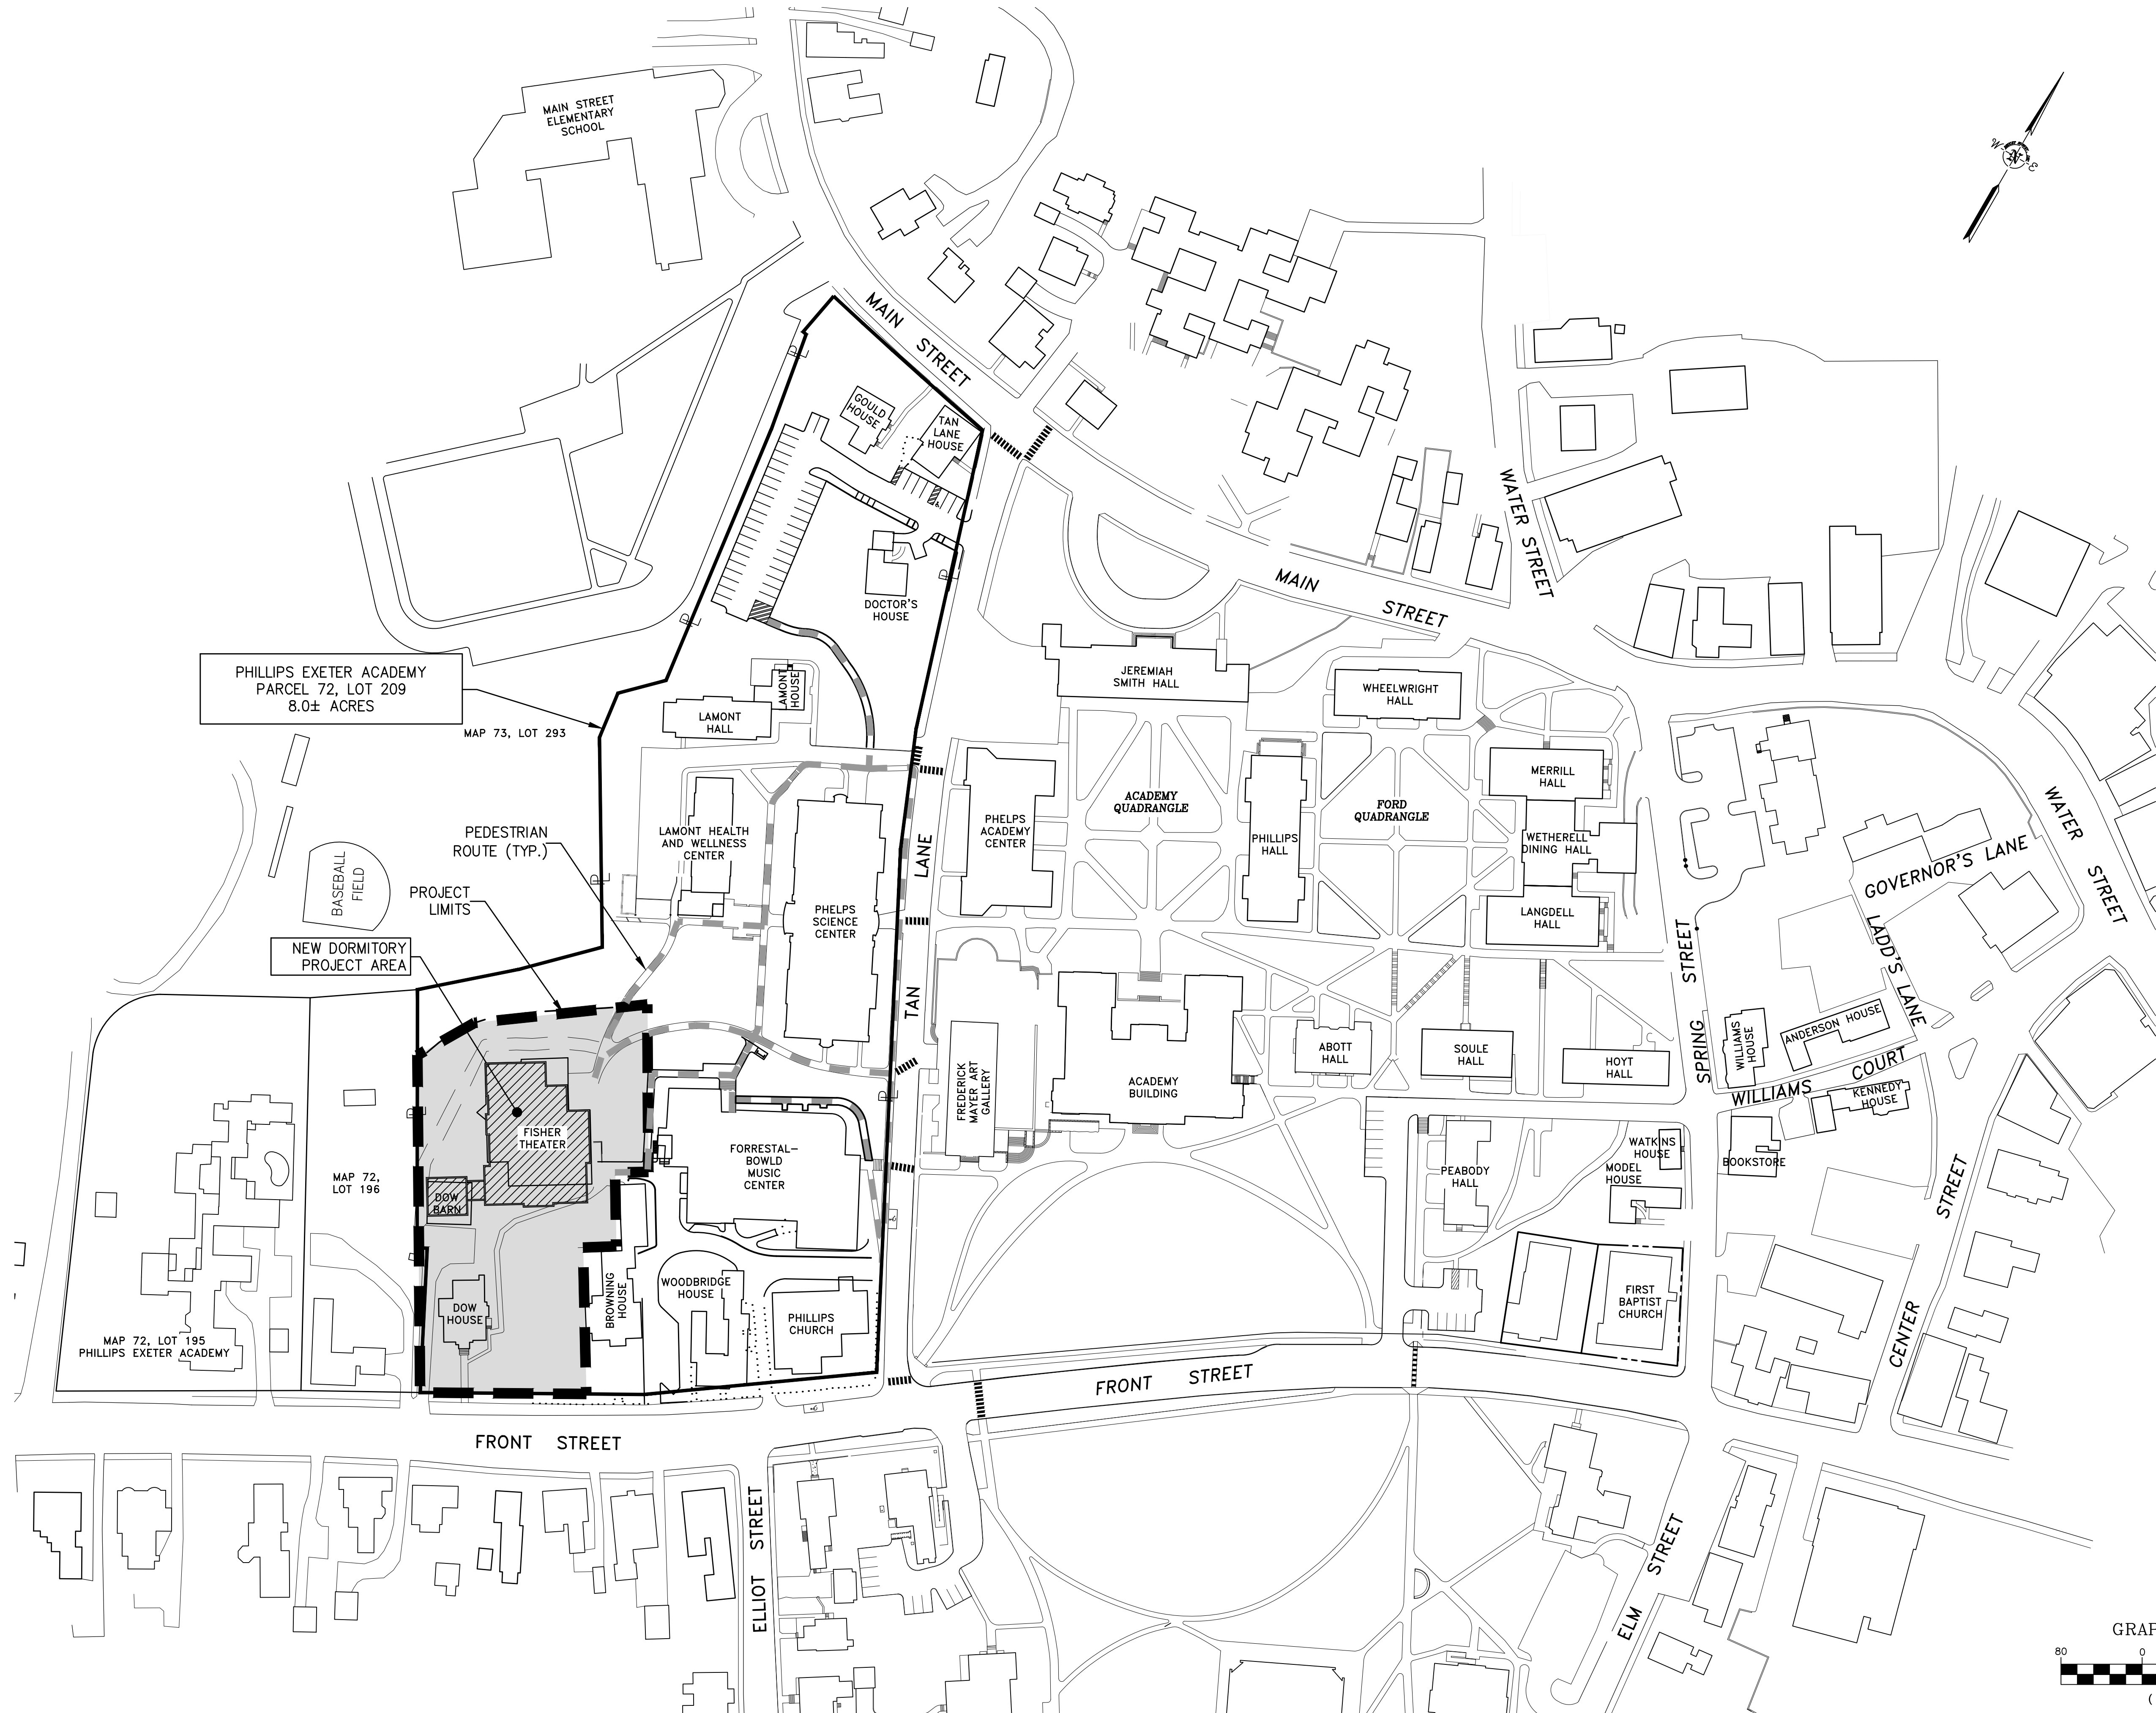 MAIN STREET
ELEMENTARY
SCHOOL
W
N
E
MAIN STREET
GOULD
HOUSE
TAN
LANE
HOUSE
WATER STREET
DOCTOR'S
HOUSE
MAIN STREET
PHILLIPS EXETER ACADEMY
PARCEL 72, LOT 209
8.0± ACRES
MAP 73, LOT 293
LAMONT
HOUSE
LAMONT
HALL
JEREMIAH
SMITH HALL
WHEELWRIGHT
HALL
MERRILL
HALL
ACADEMY
QUADRANGLE
FORD
QUADRANGLE
PHELPS
ACADEMY
CENTER
PHILLIPS
HALL
WETHERELL
DINING HALL
LANGDELL
HALL
LAMONT HEALTH
AND WELLNESS
CENTER
PEDESTRIAN
ROUTE (TYP.)
BASEBALL
FIELD
PROJECT
LIMITS
NEW DORMITORY
PROJECT AREA
PHELPS
SCIENCE
CENTER
TAN LANE
WATER STREET
GOVERNOR'S LANE
LADD'S LANE
SPRING STREET
FREDERICK
MAYER ART
GALLERY
ACADEMY
BUILDING
ABOTT
HALL
SOULE
HALL
HOYT
HALL
WILLIAMS
HOUSE
ANDERSON HOUSE
WILLIAMS COURT
KENNEDY
HOUSE
FISHER
THEATER
FORRESTAL-
BOWLD
MUSIC
CENTER
PEABODY
HALL
WATKINS
HOUSE
MODEL
HOUSE
BOOKSTORE
MAP 72,
LOT 196
DOW
BARN
CENTER STREET
DOW
HOUSE
BROWNING
HOUSE
WOODBRIDGE
HOUSE
PHILLIPS
CHURCH
FIRST
BAPTIST
CHURCH
MAP 72, LOT 195
PHILLIPS EXETER ACADEMY
FRONT STREET
FRONT STREET
ELLIOT STREET
ELM STREET
GRAP
80
0
(